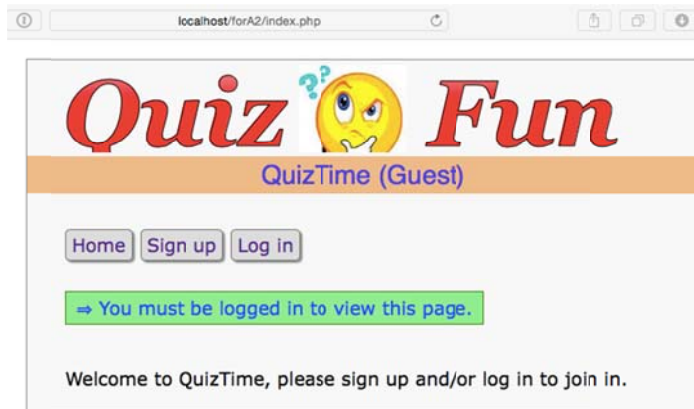 localhost/forA2/index.php
Quiz ?? Fun
QuizTime (Guest)
Home Sign up Log in
⇒ You must be logged in to view this page.
Welcome to QuizTime, please sign up and/or log in to join in.